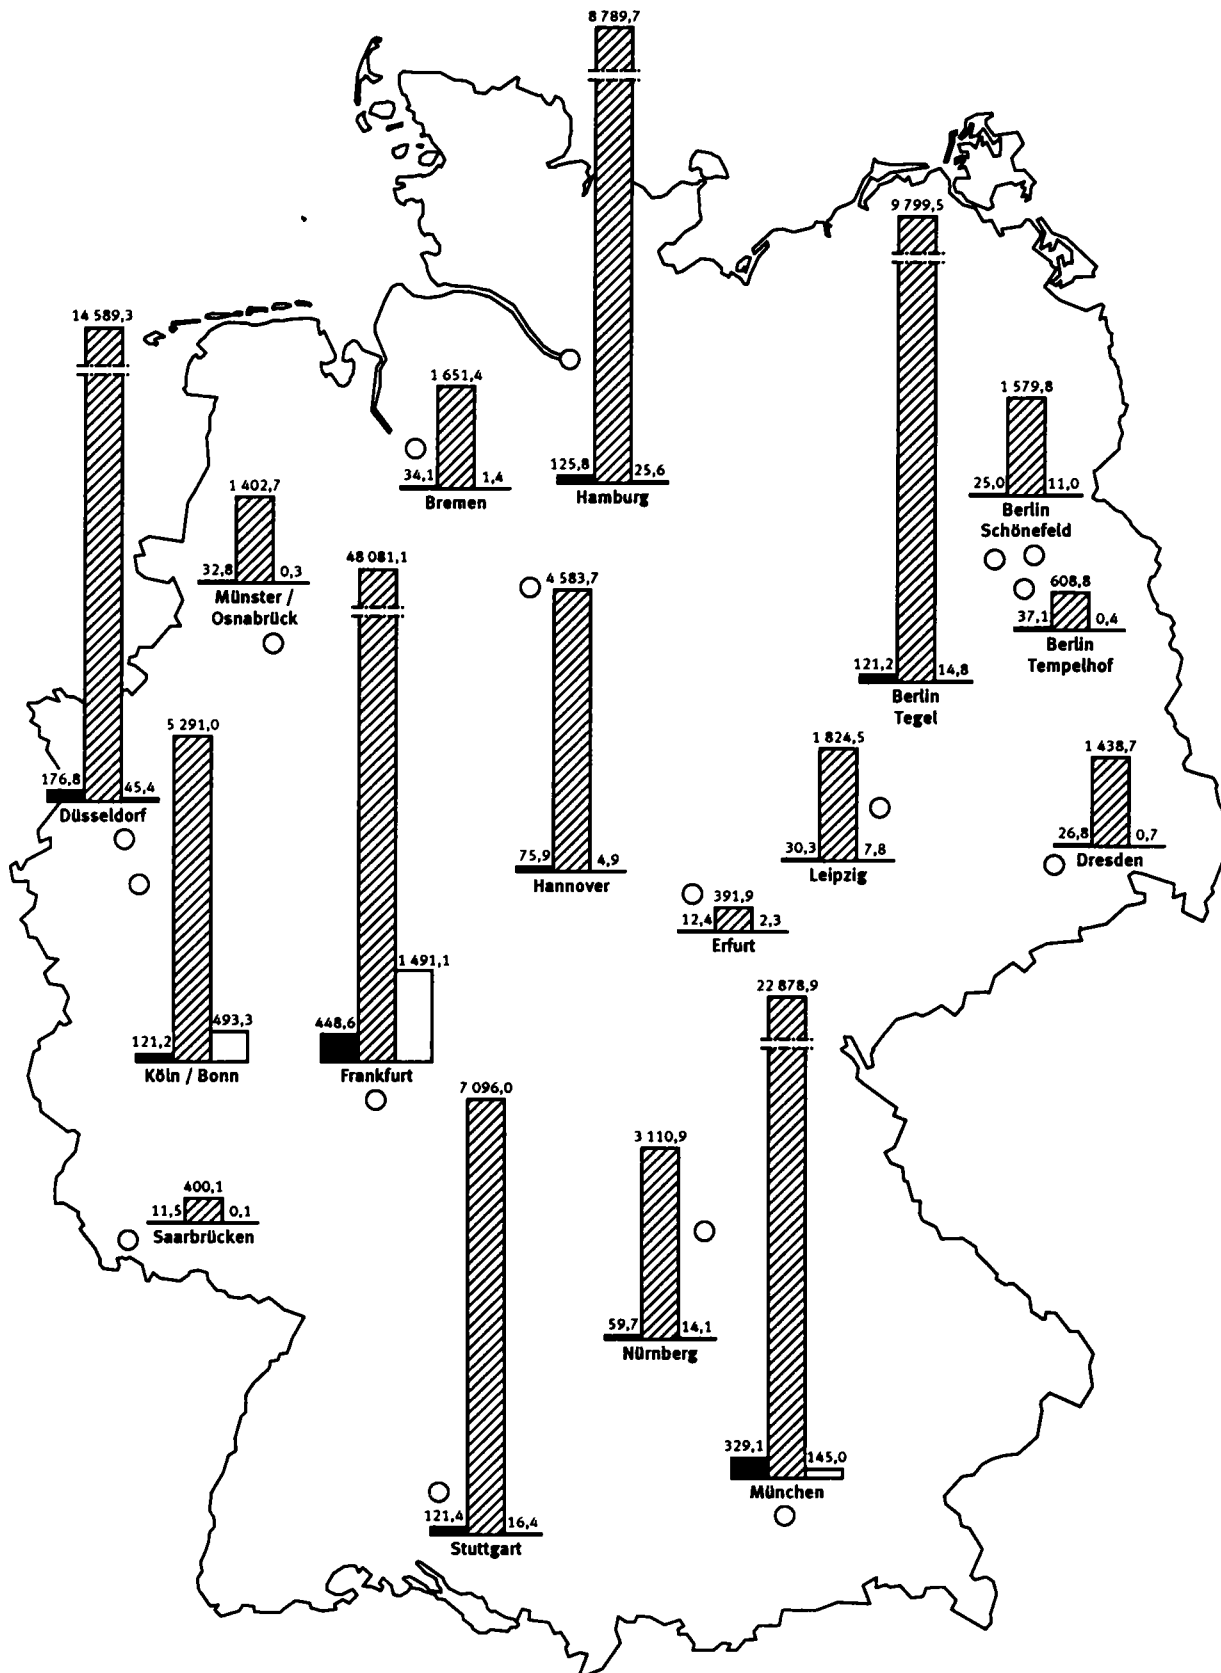 8 789,7
125,8
25,6
Hamburg
9 799,5
121,2
14,8
Berlin
Tegel
14 589,3
176,8
45,4
Düsseldorf
1 651,4
34,1
1,4
Bremen
1 579,8
25,0
11,0
Berlin
Schönefeld
1 402,7
32,8
0,3
Münster /
Osnabrück
48 081,1
448,6
1 491,1
Frankfurt
4 583,7
75,9
4,9
Hannover
608,8
37,1
0,4
Berlin
Tempelhof
5 291,0
121,2
493,3
Köln / Bonn
1 824,5
30,3
7,8
Leipzig
1 438,7
26,8
0,7
Dresden
391,9
12,4
2,3
Erfurt
22 878,9
329,1
145,0
München
7 096,0
121,4
16,4
Stuttgart
3 110,9
59,7
14,1
Nürnberg
400,1
11,5
0,1
Saarbrücken